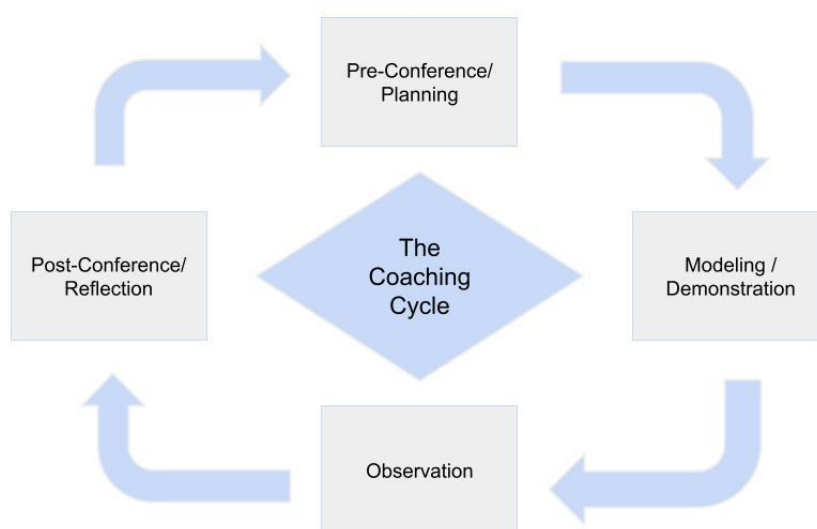 Pre-Conference/
Planning
The
Coaching
Cycle
Post-Conference/
Reflection
Modeling /
Demonstration
Observation